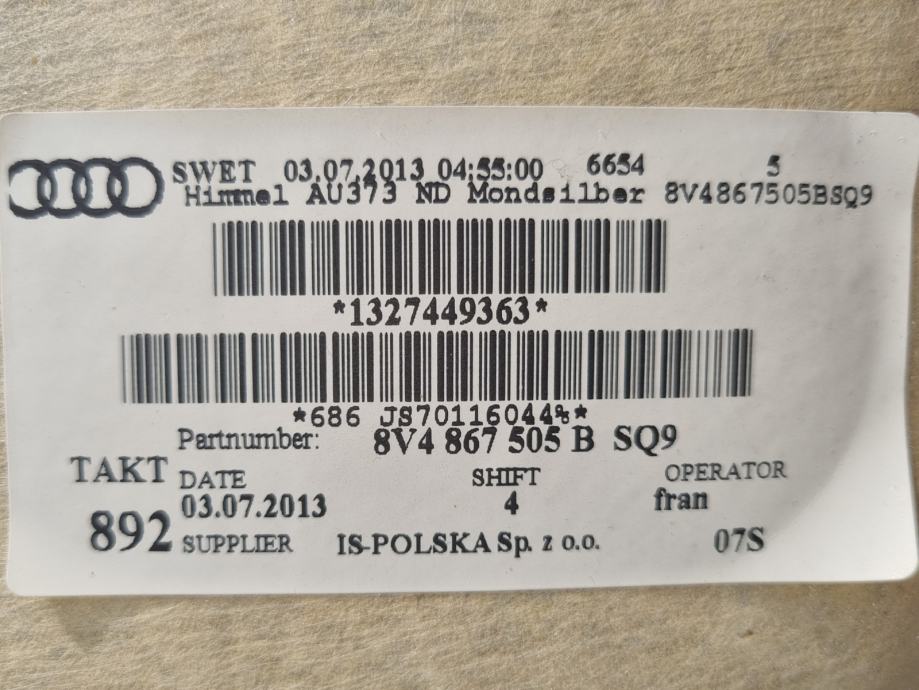 SWET 03.07.2013 04:55:00 6654 5
Himmel AU373 ND Mondsilber 8V4867505BSQ9
*1327449363*
*686 JS70116044%*
Partnumber: 8V4 867 505 B SQ9
TAKT DATE SHIFT OPERATOR
03.07.2013 4 fran
892 SUPPLIER IS-POLSKA Sp. z o.o. 07S